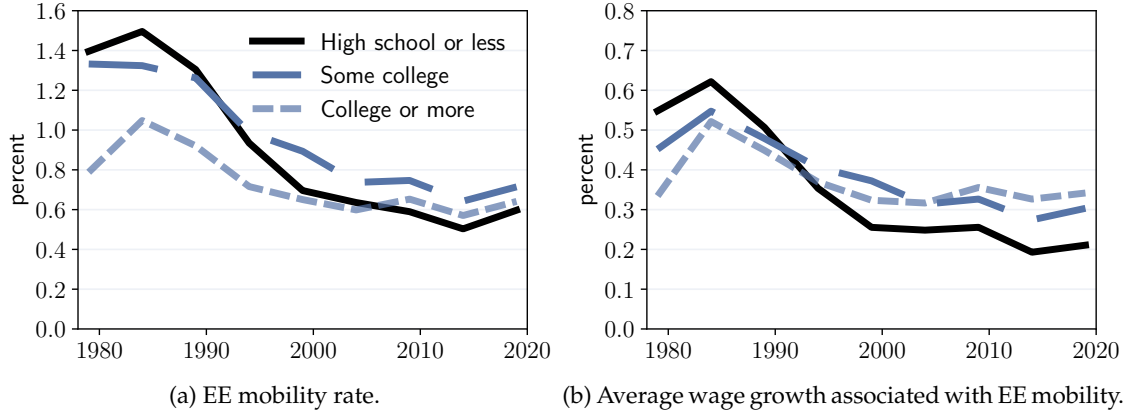 1.6
1.4
1.2
1.0
0.8
0.6
0.4
0.2
0.0
percent
High school or less
Some college
College or more
1980 1990 2000 2010 2020
(a) EE mobility rate.
0.8
0.7
0.6
0.5
0.4
0.3
0.2
0.1
0.0
percent
1980 1990 2000 2010 2020
(b) Average wage growth associated with EE mobility.